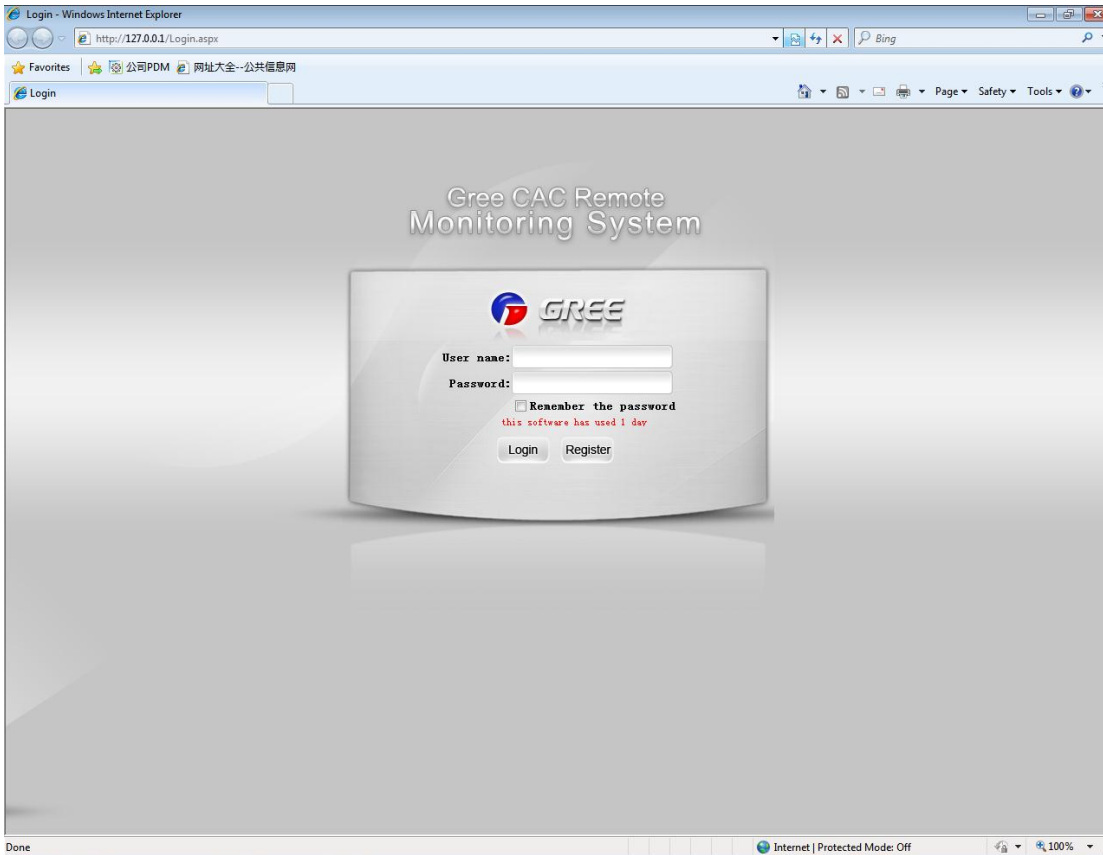 Login - Windows Internet Explorer
http://127.0.0.1/Login.aspx
Bing
Favorites 公司PDM 网址大全--公共信息网
Login
Page Safety Tools
Gree CAC Remote
Monitoring System
GREE
User name:
Password:
Remember the password
this software has used 1 day
Login Register
Done Internet | Protected Mode: Off 100%